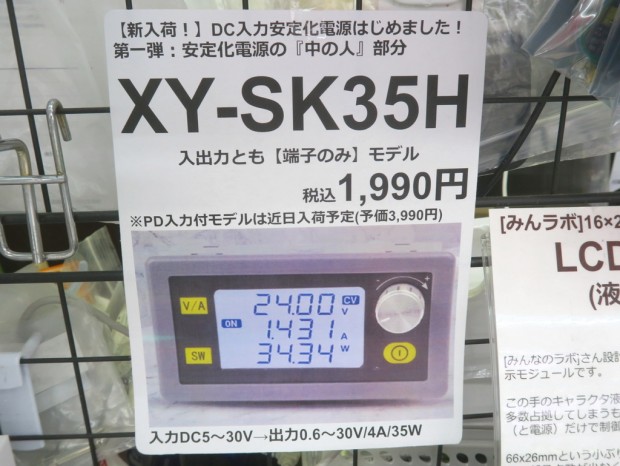 【新入荷！】DC入力安定化電源はじめました！
第一弾：安定化電源の『中の人』部分
XY-SK35H
入出力とも【端子のみ】モデル
税込1,990円
※PD入力付モデルは近日入荷予定(予価3,990円)
V/A
24.00 V
CV
ON
1.431 A
SW
34.34 W
入力DC5～30V→出力0.6～30V/4A/35W
[みんラボ]16×2
LCD
(液
[みんなのラボ]さん設計
示モジュールです。
この手のキャラクタ液
多数占拠してしまうも
（と電源）だけで制御
66x26mmという小ぶり